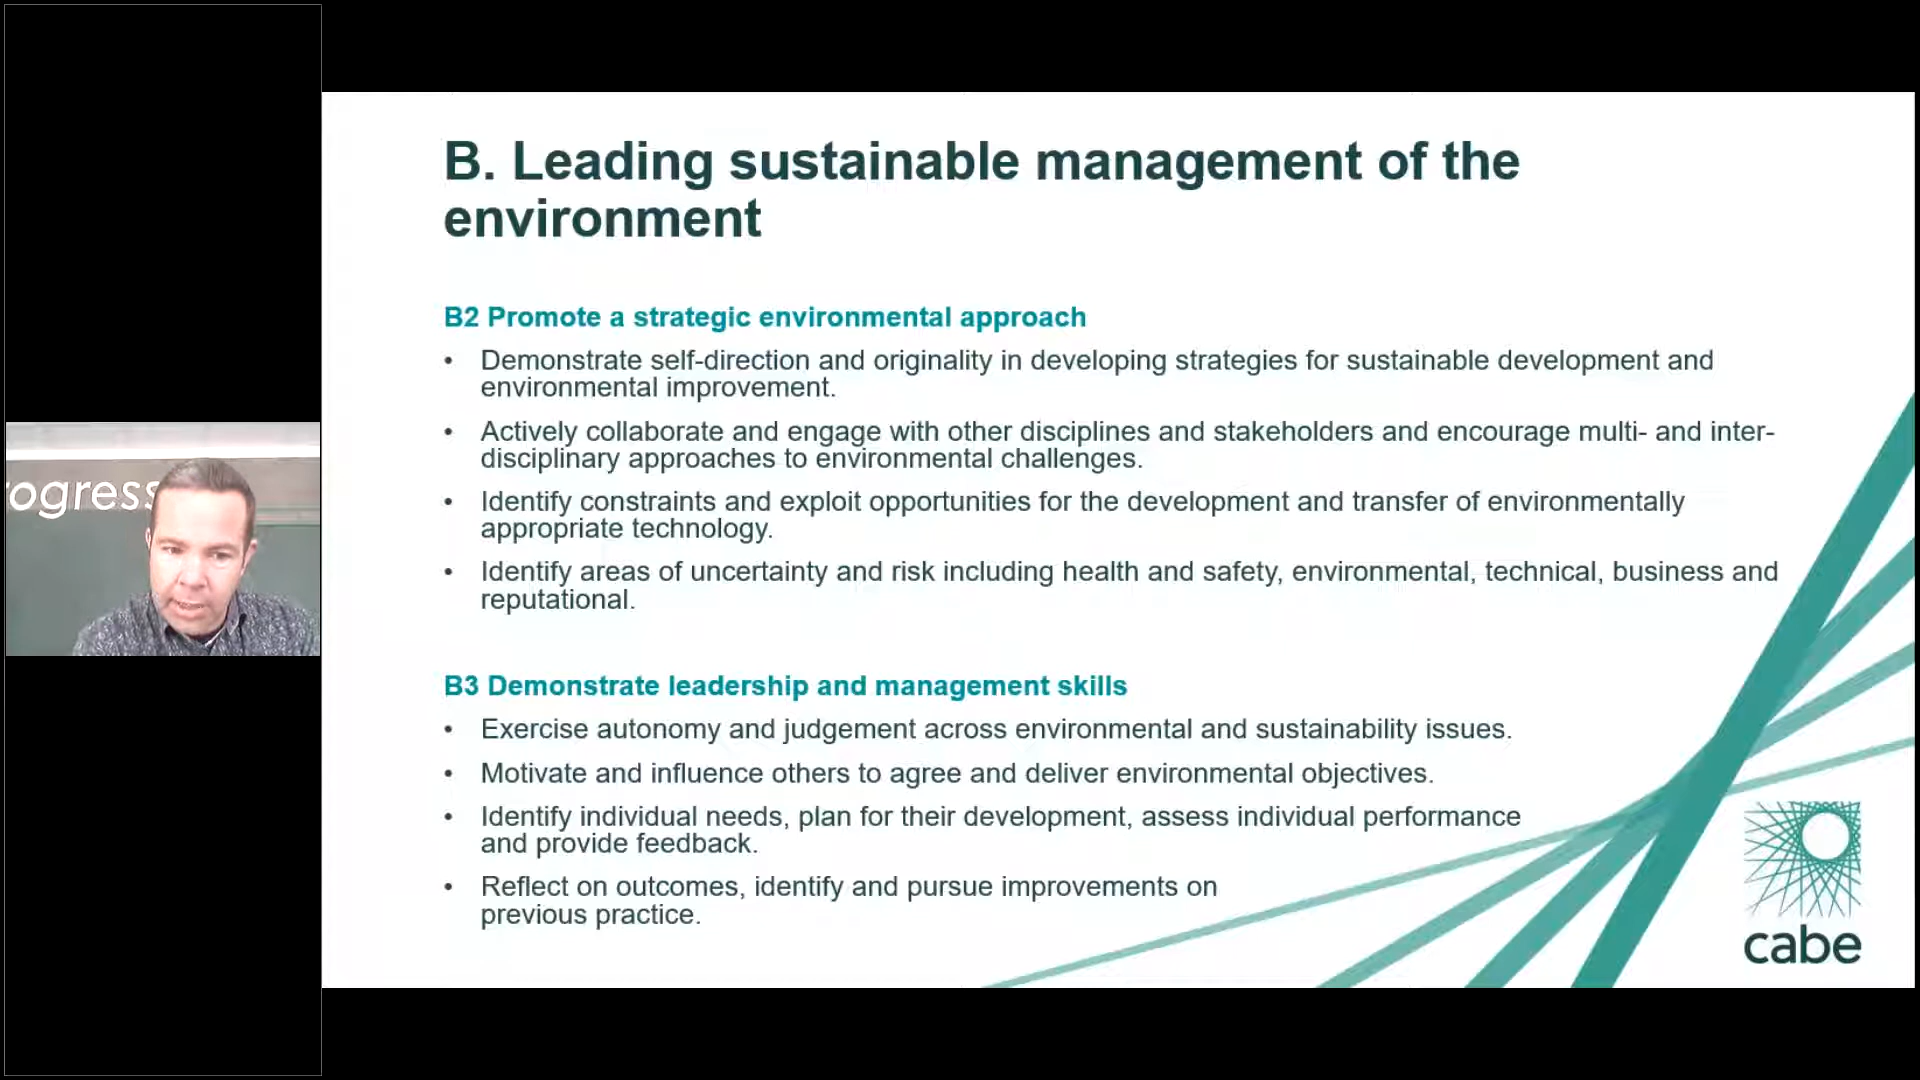 ogress
B. Leading sustainable management of the
environment
B2 Promote a strategic environmental approach
• Demonstrate self-direction and originality in developing strategies for sustainable development and
environmental improvement.
• Actively collaborate and engage with other disciplines and stakeholders and encourage multi- and inter-
disciplinary approaches to environmental challenges.
• Identify constraints and exploit opportunities for the development and transfer of environmentally
appropriate technology.
• Identify areas of uncertainty and risk including health and safety, environmental, technical, business and
reputational.
B3 Demonstrate leadership and management skills
• Exercise autonomy and judgement across environmental and sustainability issues.
• Motivate and influence others to agree and deliver environmental objectives.
• Identify individual needs, plan for their development, assess individual performance
and provide feedback.
• Reflect on outcomes, identify and pursue improvements on
previous practice.
cabe